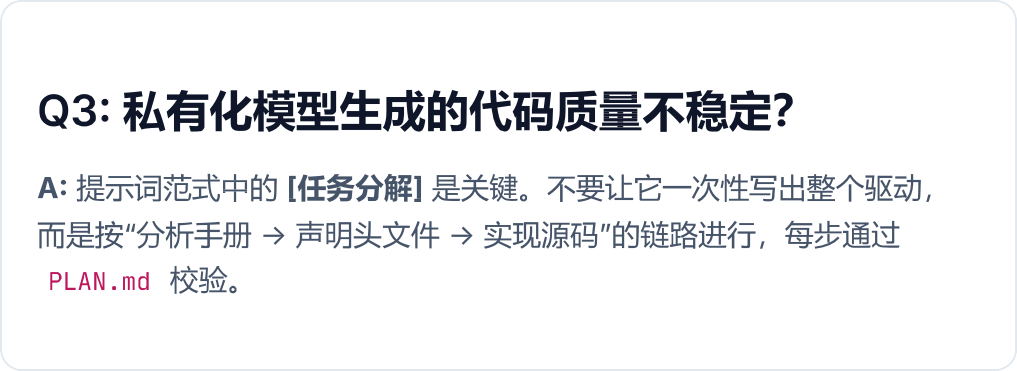 Q3: 私有化模型生成的代码质量不稳定？
A: 提示词范式中的 [任务分解] 是关键。不要让它一次性写出整个驱动，
而是按“分析手册 → 声明头文件 → 实现源码”的链路进行，每步通过
PLAN.md 校验。